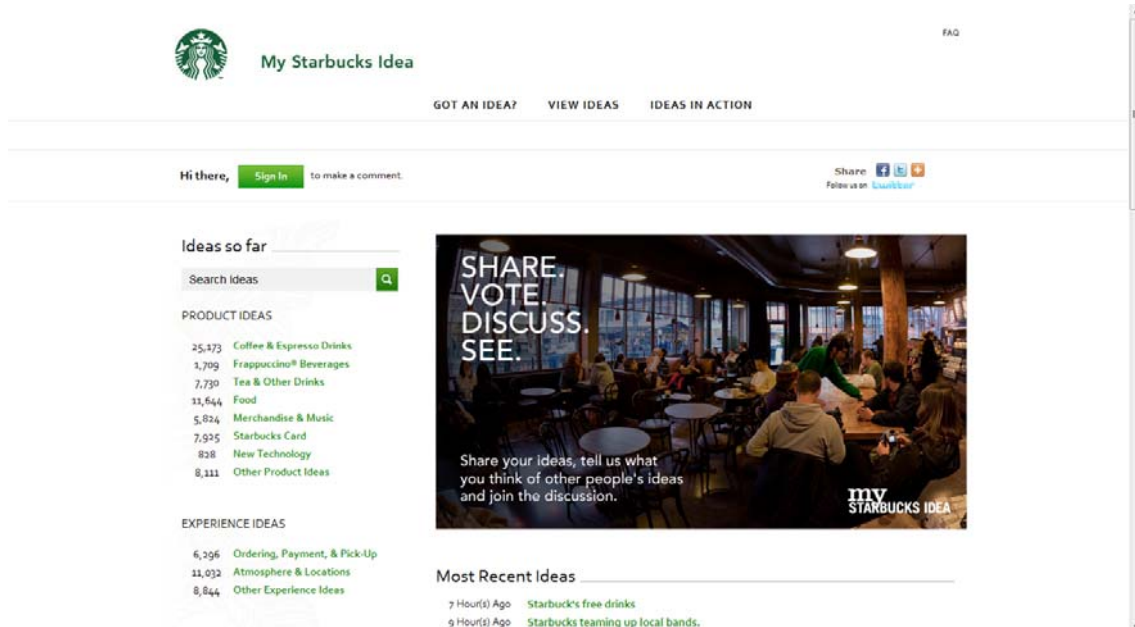 FAQ
My Starbucks Idea
GOT AN IDEA? VIEW IDEAS IDEAS IN ACTION
Hi there, Sign In to make a comment.
Share
Follow us on twitter
Ideas so far
Search Ideas
PRODUCT IDEAS
25,173 Coffee & Espresso Drinks
1,709 Frappuccino® Beverages
7,730 Tea & Other Drinks
11,644 Food
5,824 Merchandise & Music
7,925 Starbucks Card
828 New Technology
8,111 Other Product Ideas
EXPERIENCE IDEAS
6,296 Ordering, Payment, & Pick-Up
11,032 Atmosphere & Locations
8,844 Other Experience Ideas
SHARE.
VOTE.
DISCUSS.
SEE.
Share your ideas, tell us what
you think of other people's ideas
and join the discussion.
my
STARBUCKS IDEA
Most Recent Ideas
7 Hour(s) Ago Starbuck's free drinks
9 Hour(s) Ago Starbucks teaming up local bands.